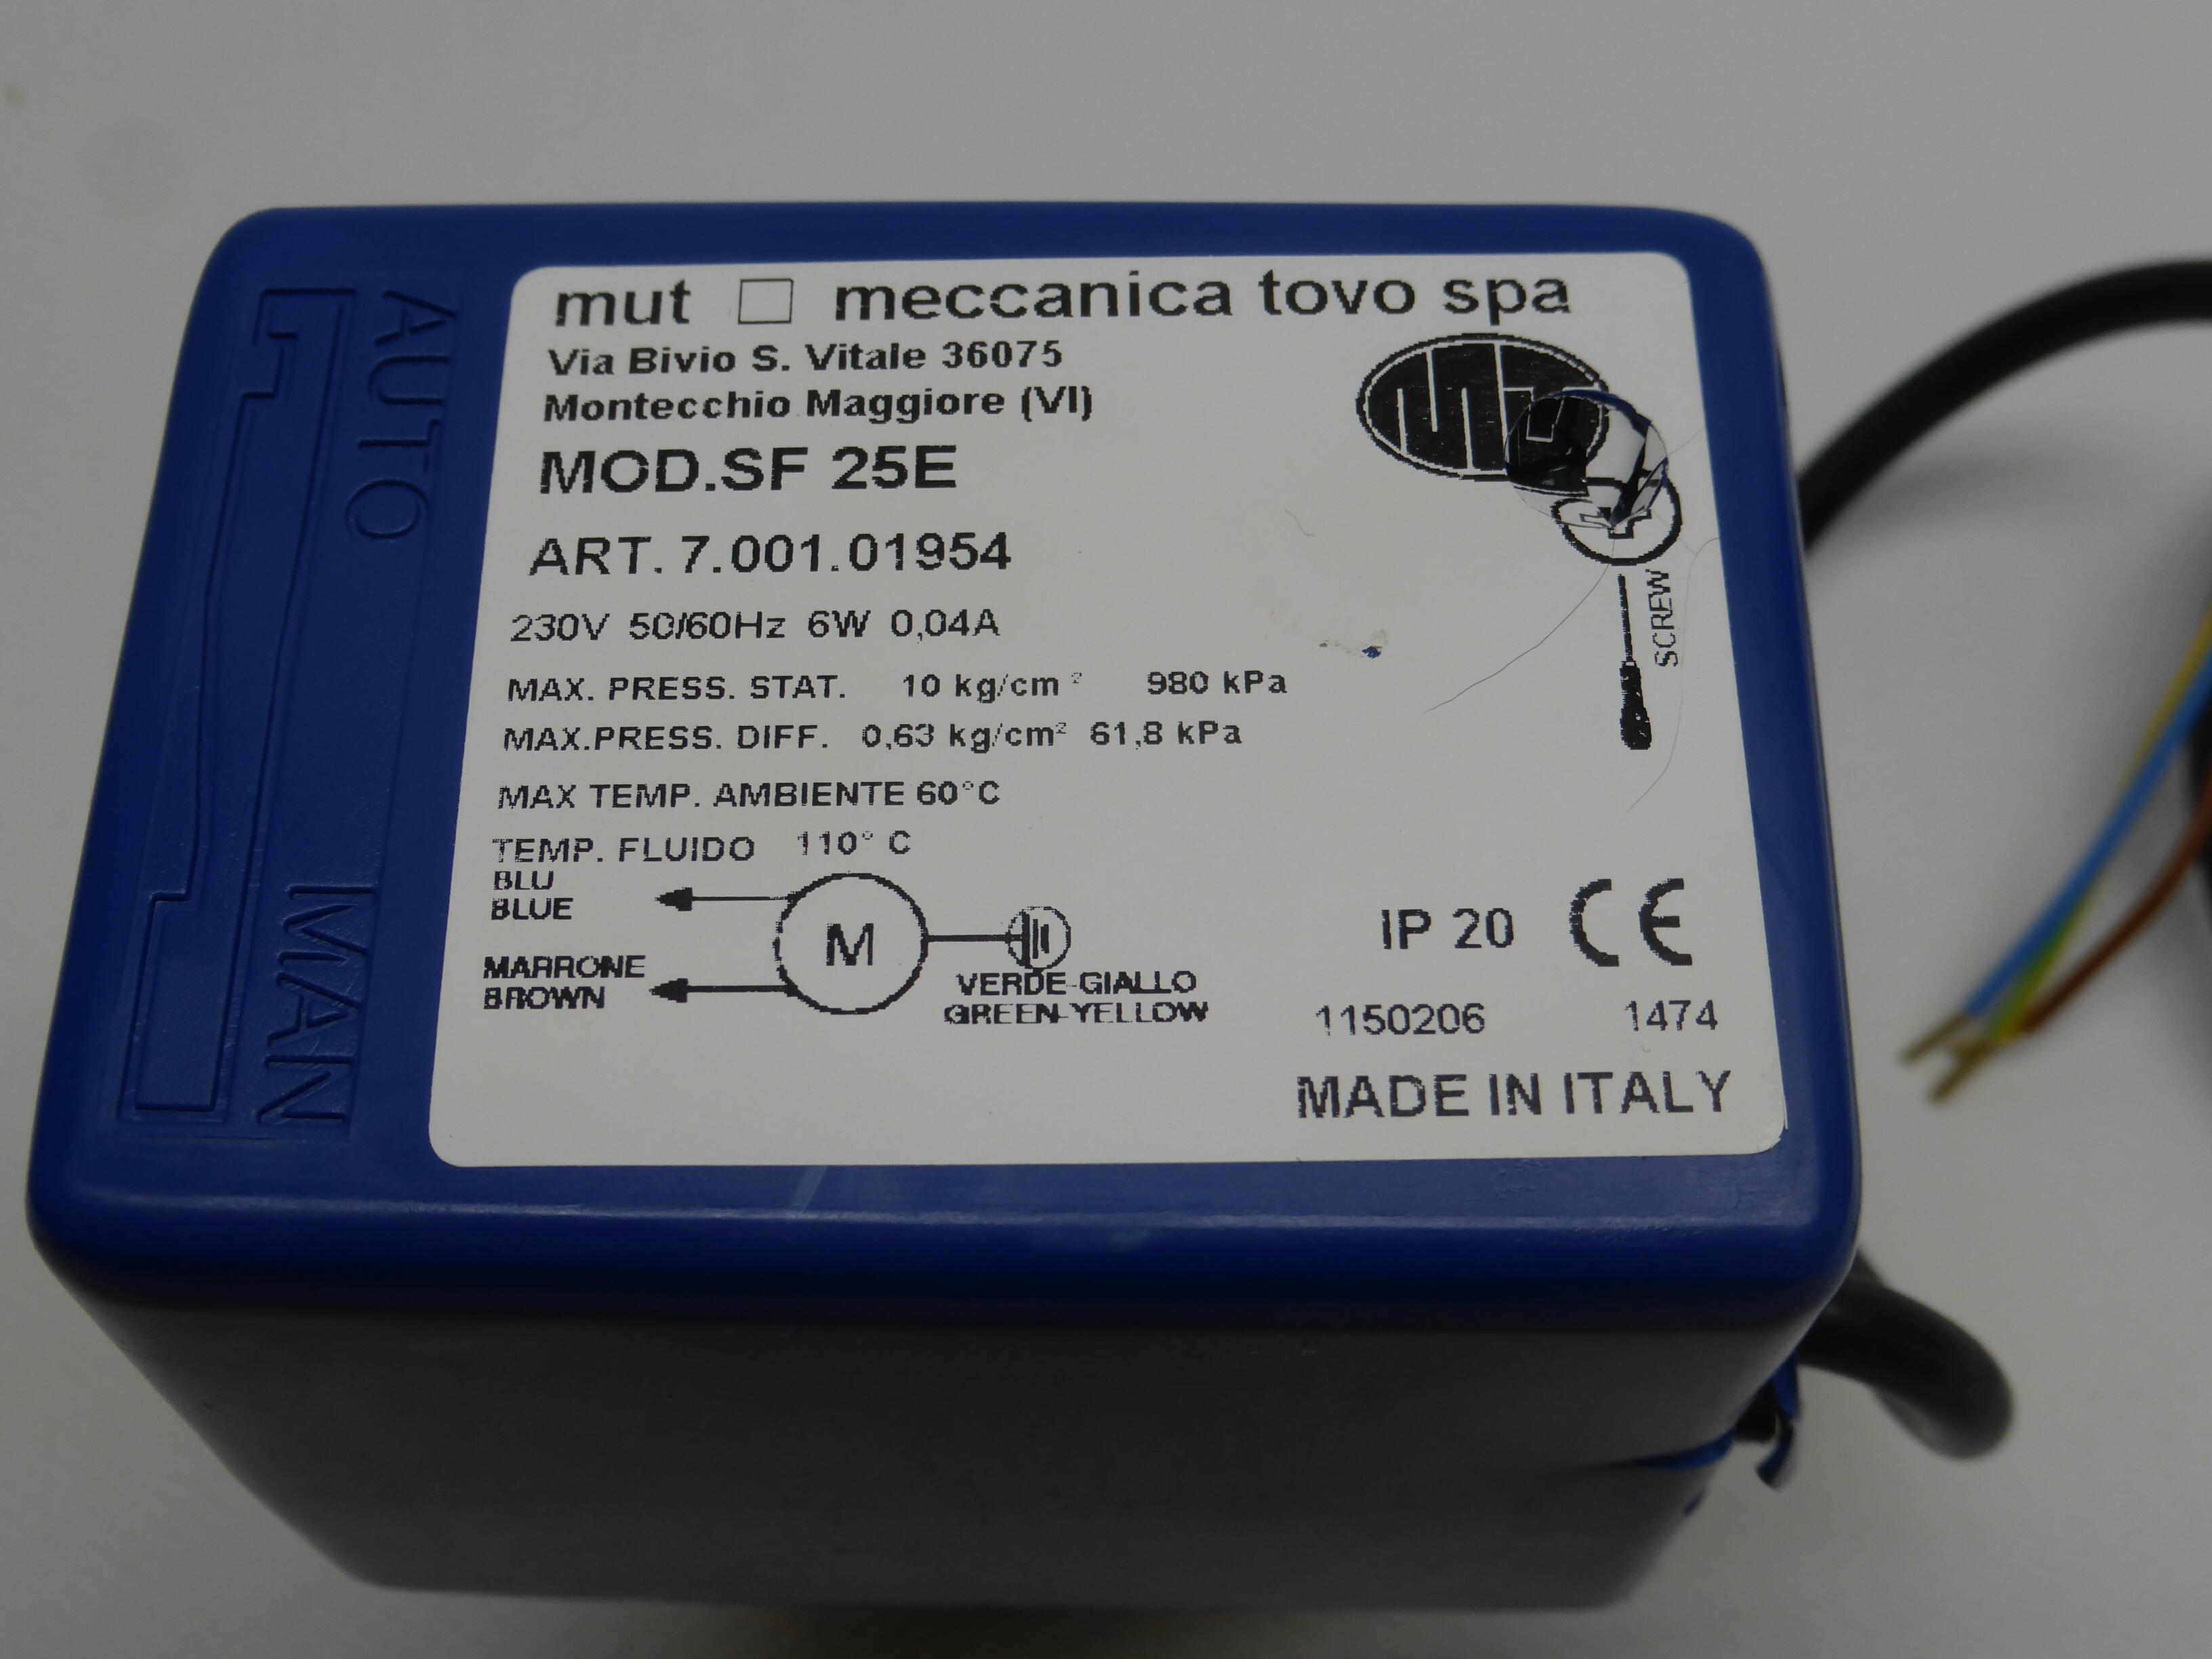 AUTO
MAN
mut □ meccanica tovo spa
Via Bivio S. Vitale 36075
Montecchio Maggiore (VI)
MOD.SF 25E
ART. 7.001.01954
230V 50/60Hz 6W 0,04A
MAX. PRESS. STAT. 10 kg/cm² 980 kPa
MAX.PRESS. DIFF. 0,63 kg/cm² 61,8 kPa
MAX TEMP. AMBIENTE 60°C
TEMP. FLUIDO 110° C
BLU
BLUE
M
MARRONE
BROWN
VERDE-GIALLO
GREEN-YELLOW
SCREW
IP 20 CE
1150206 1474
MADE IN ITALY